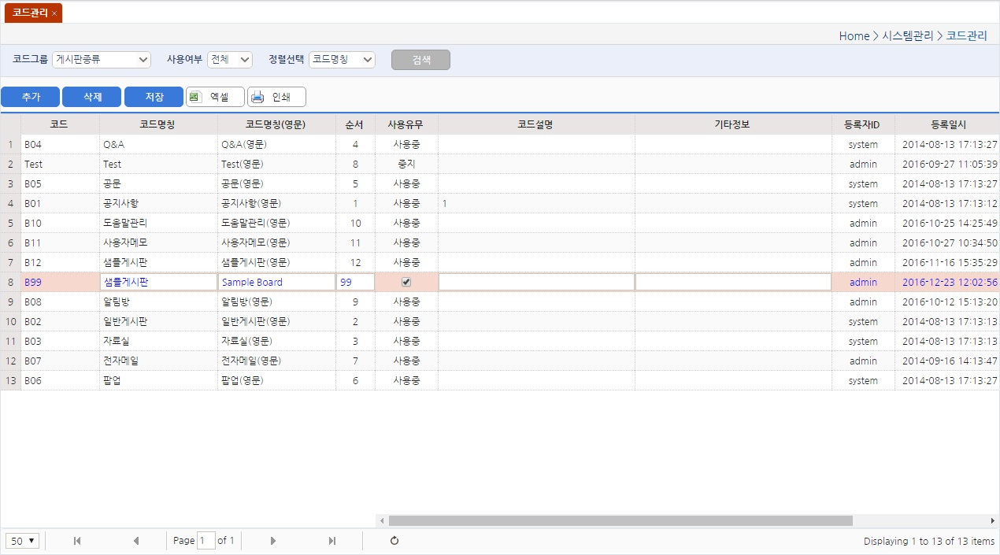 코드관리 ×
Home > 시스템관리 > 코드관리
코드그룹 게시판종류 사용여부 전체 정렬선택 코드명칭 검색
추가 삭제 저장 엑셀 인쇄
코드 코드명칭 코드명칭(영문) 순서 사용유무 코드설명 기타정보 등록자ID 등록일시
1 B04 Q&A Q&A(영문) 4 사용중 system 2014-08-13 17:13:27
2 Test Test Test(영문) 8 중지 admin 2016-09-27 11:05:39
3 B05 공문 공문(영문) 5 사용중 system 2014-08-13 17:13:27
4 B01 공지사항 공지사항(영문) 1 사용중 1 system 2014-08-13 17:13:12
5 B10 도움말관리 도움말관리(영문) 10 사용중 admin 2016-10-25 14:25:49
6 B11 사용자메모 사용자메모(영문) 11 사용중 admin 2016-10-27 10:34:50
7 B12 샘플게시판 샘플게시판(영문) 12 사용중 admin 2016-11-16 15:35:29
8 B99 샘플게시판 Sample Board 99 admin 2016-12-23 12:02:56
9 B08 알림방 알림방(영문) 9 사용중 admin 2016-10-12 15:13:20
10 B02 일반게시판 일반게시판(영문) 2 사용중 system 2014-08-13 17:13:13
11 B03 자료실 자료실(영문) 3 사용중 system 2014-08-13 17:13:13
12 B07 전자메일 전자메일(영문) 7 사용중 admin 2014-09-16 14:13:47
13 B06 팝업 팝업(영문) 6 사용중 system 2014-08-13 17:13:27
50 Page 1 of 1 Displaying 1 to 13 of 13 items